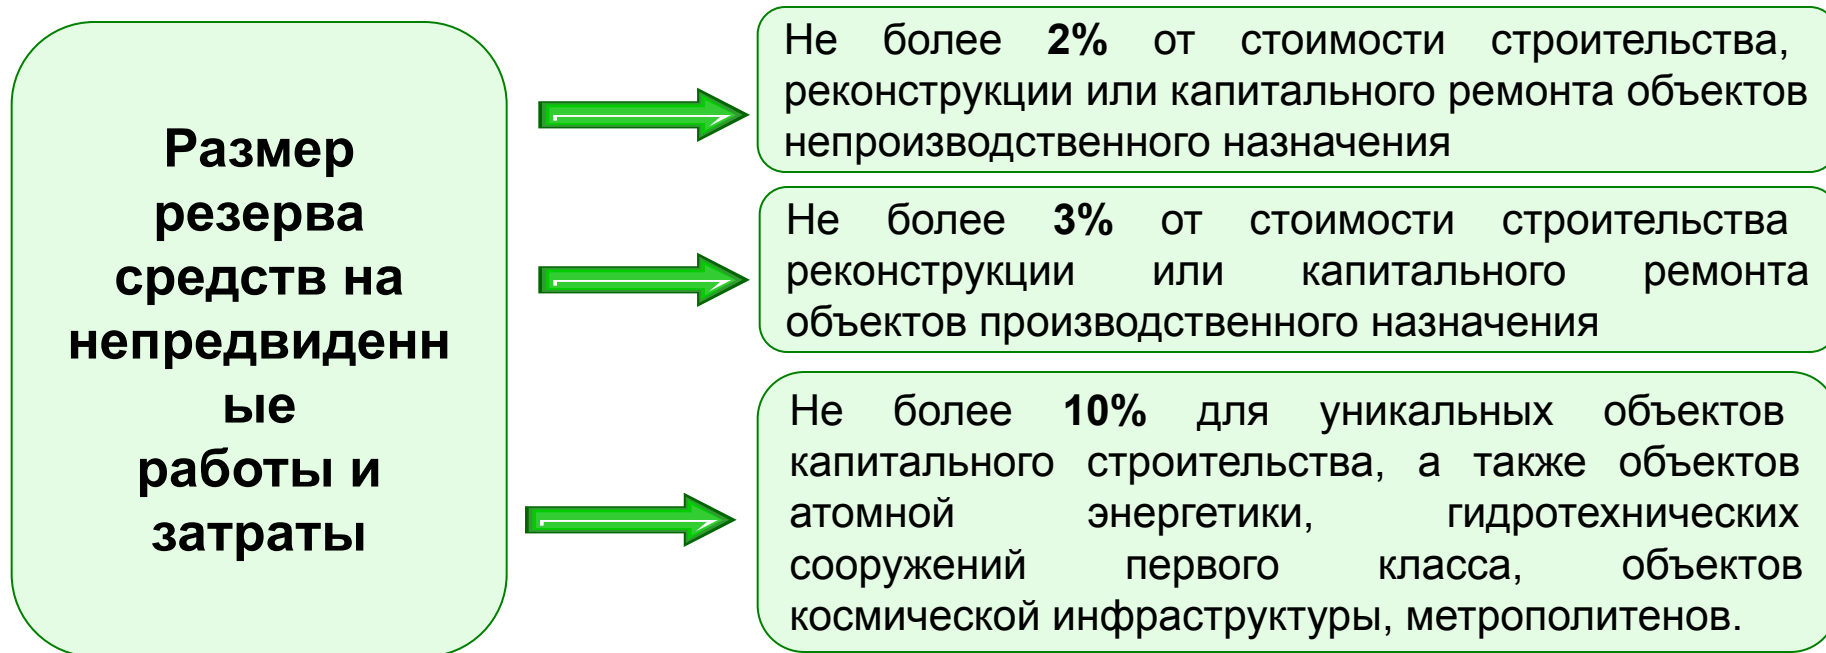 Размер
резерва
средств на
непредвиденн
ые
работы и
затраты
Не более 2% от стоимости строительства,
реконструкции или капитального ремонта объектов
непроизводственного назначения
Не более 3% от стоимости строительства
реконструкции или капитального ремонта
объектов производственного назначения
Не более 10% для уникальных объектов
капитального строительства, а также объектов
атомной энергетики, гидротехнических
сооружений первого класса, объектов
космической инфраструктуры, метрополитенов.